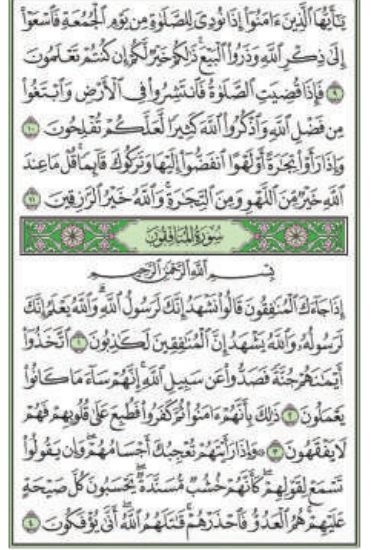 يَٰٓأَيُّهَا ٱلَّذِينَ ءَامَنُوٓا۟ إِذَا نُودِىَ لِلصَّلَوٰةِ مِن يَوْمِ ٱلْجُمُعَةِ فَٱسْعَوْا۟
إِلَىٰ ذِكْرِ ٱللَّهِ وَذَرُوا۟ ٱلْبَيْعَ ۚ ذَٰلِكُمْ خَيْرٌ لَّكُمْ إِن كُنتُمْ تَعْلَمُونَ
٩ فَإِذَا قُضِيَتِ ٱلصَّلَوٰةُ فَٱنتَشِرُوا۟ فِى ٱلْأَرْضِ وَٱبْتَغُوا۟
مِن فَضْلِ ٱللَّهِ وَٱذْكُرُوا۟ ٱللَّهَ كَثِيرًا لَّعَلَّكُمْ تُفْلِحُونَ ١٠
وَإِذَا رَأَوْا۟ تِجَٰرَةً أَوْ لَهْوًا ٱنفَضُّوٓا۟ إِلَيْهَا وَتَرَكُوكَ قَآئِمًا ۚ قُلْ مَا عِندَ
ٱللَّهِ خَيْرٌ مِّنَ ٱللَّهْوِ وَمِنَ ٱلتِّجَٰرَةِ ۚ وَٱللَّهُ خَيْرُ ٱلرَّٰزِقِينَ ١١
سُورَةُ المُنَافِقُونَ
بِسْمِ ٱللَّهِ ٱلرَّحْمَٰنِ ٱلرَّحِيمِ
إِذَا جَآءَكَ ٱلْمُنَٰفِقُونَ قَالُوا۟ نَشْهَدُ إِنَّكَ لَرَسُولُ ٱللَّهِ ۗ وَٱللَّهُ يَعْلَمُ إِنَّكَ
لَرَسُولُهُۥ وَٱللَّهُ يَشْهَدُ إِنَّ ٱلْمُنَٰفِقِينَ لَكَٰذِبُونَ ١ ٱتَّخَذُوٓا۟
أَيْمَٰنَهُمْ جُنَّةً فَصَدُّوا۟ عَن سَبِيلِ ٱللَّهِ ۚ إِنَّهُمْ سَآءَ مَا كَانُوا۟
يَعْمَلُونَ ٢ ذَٰلِكَ بِأَنَّهُمْ ءَامَنُوا۟ ثُمَّ كَفَرُوا۟ فَطُبِعَ عَلَىٰ قُلُوبِهِمْ فَهُمْ
لَا يَفْقَهُونَ ٣ ۞ وَإِذَا رَأَيْتَهُمْ تُعْجِبُكَ أَجْسَامُهُمْ ۖ وَإِن يَقُولُوا۟
تَسْمَعْ لِقَوْلِهِمْ ۖ كَأَنَّهُمْ خُشُبٌ مُّسَنَّدَةٌ ۖ يَحْسَبُونَ كُلَّ صَيْحَةٍ
عَلَيْهِمْ ۚ هُمُ ٱلْعَدُوُّ فَٱحْذَرْهُمْ ۚ قَٰتَلَهُمُ ٱللَّهُ ۖ أَنَّىٰ يُؤْفَكُونَ ٤